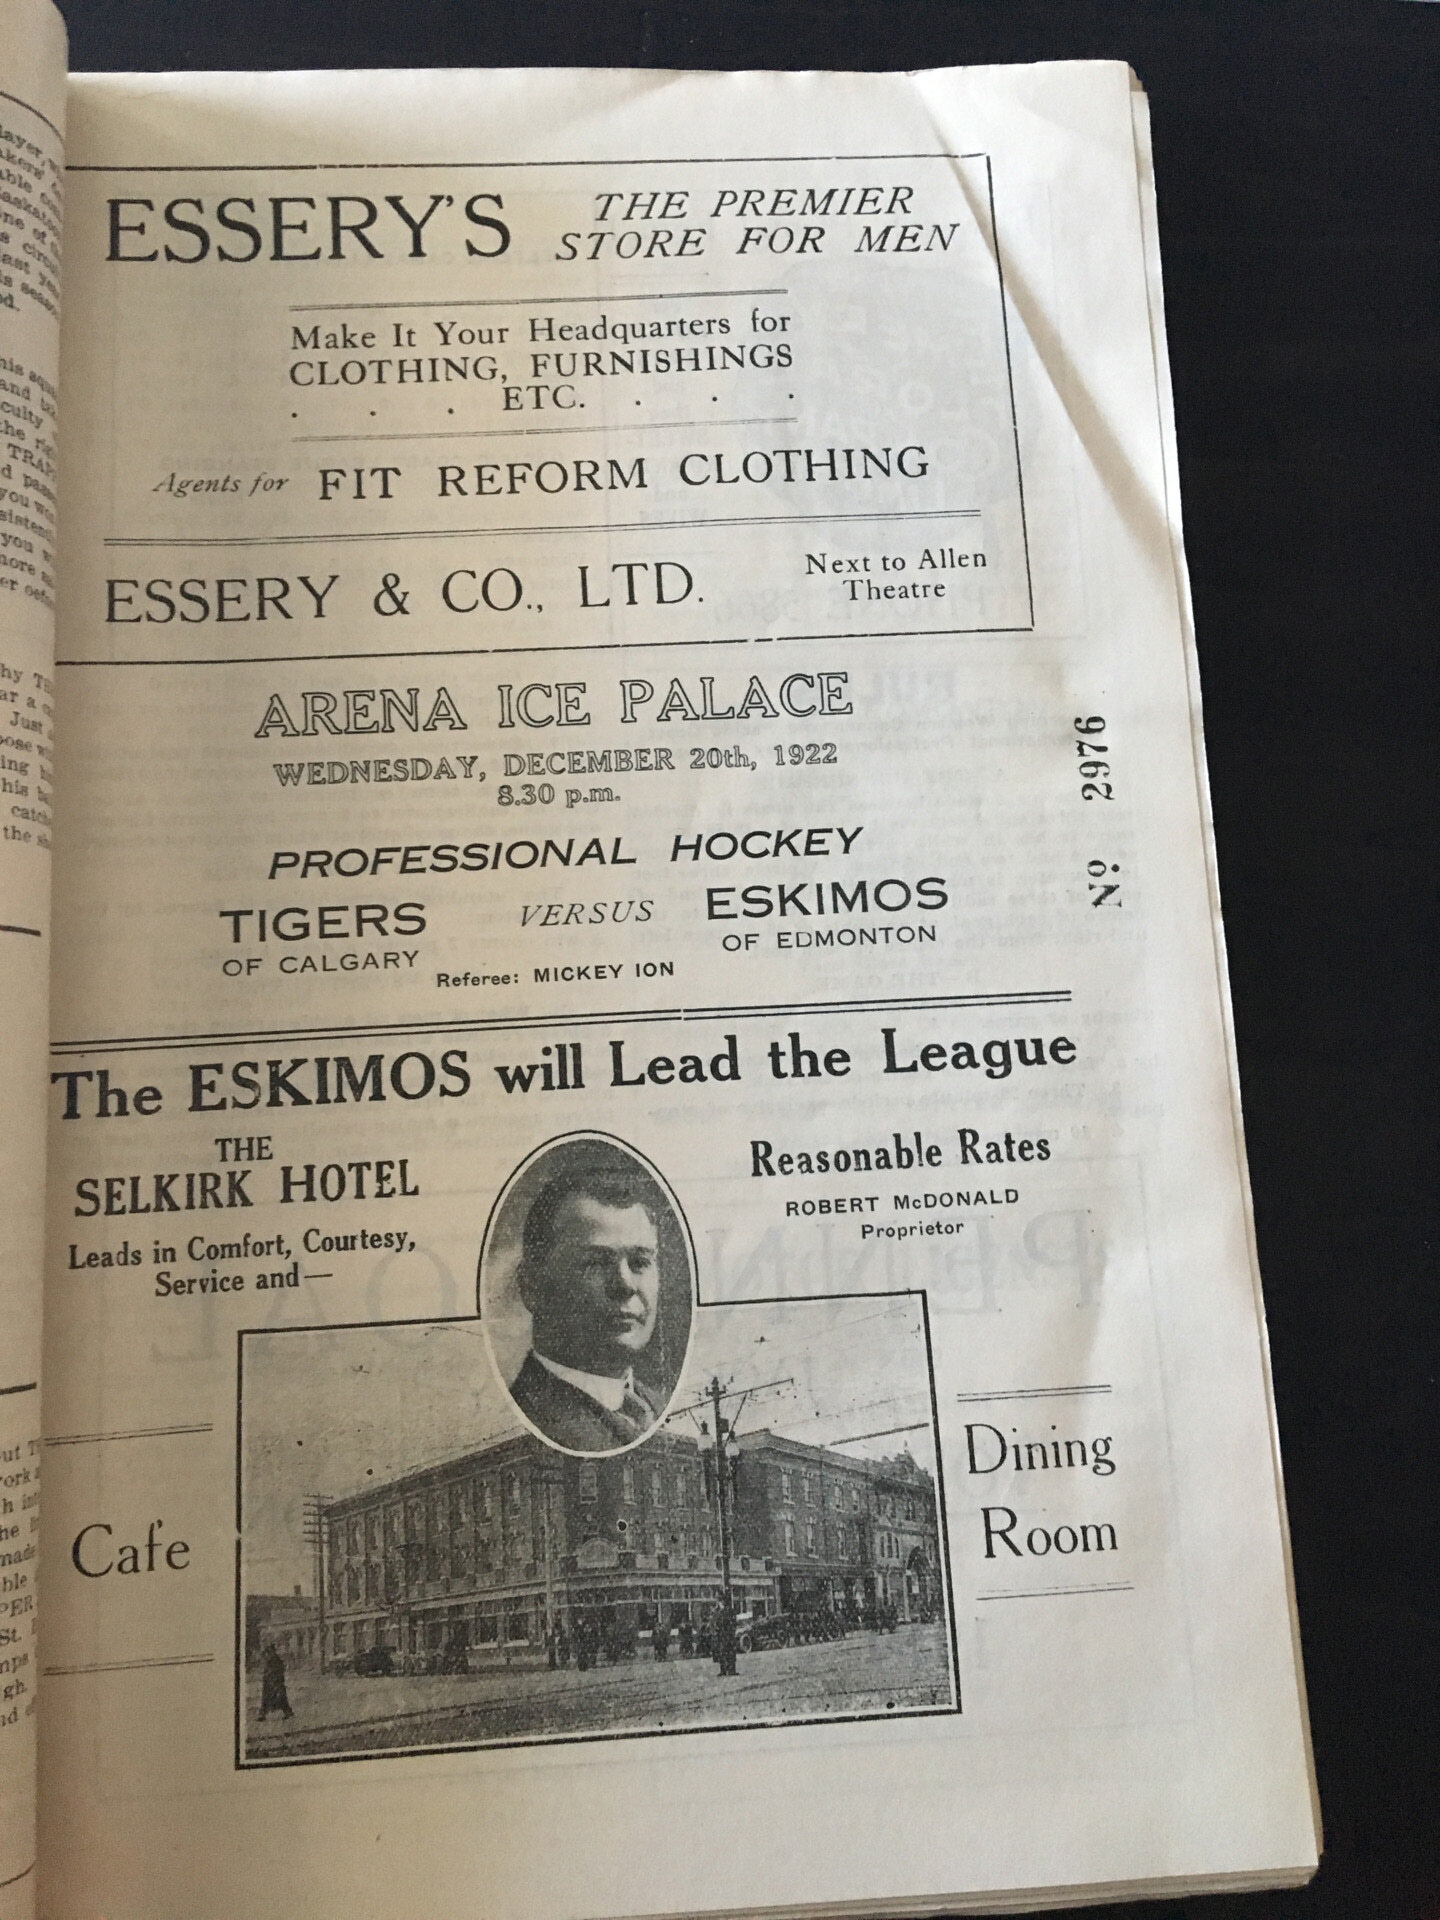 ESSERY'S
THE PREMIER
STORE FOR MEN
Make It Your Headquarters for
CLOTHING, FURNISHINGS
. . . ETC. . . .
Agents for FIT REFORM CLOTHING
ESSERY & CO., LTD.
Next to Allen
Theatre
ARENA ICE PALACE
WEDNESDAY, DECEMBER 20th, 1922
8.30 p.m.
PROFESSIONAL HOCKEY
TIGERS VERSUS ESKIMOS
OF CALGARY OF EDMONTON
Referee: MICKEY ION
No. 2976
The ESKIMOS will Lead the League
THE
SELKIRK HOTEL
Leads in Comfort, Courtesy,
Service and—
Reasonable Rates
ROBERT McDONALD
Proprietor
Cafe
Dining
Room